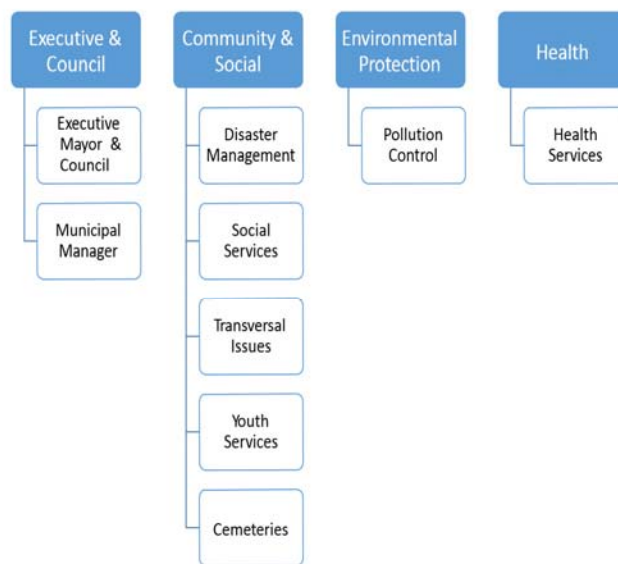 Executive &
Council
Executive
Mayor & 
Council
Municipal
Manager
Community &
Social
Disaster
Management
Social
Services
Transversal
Issues
Youth
Services
Cemeteries
Environmental
Protection
Pollution
Control
Health
Health
Services